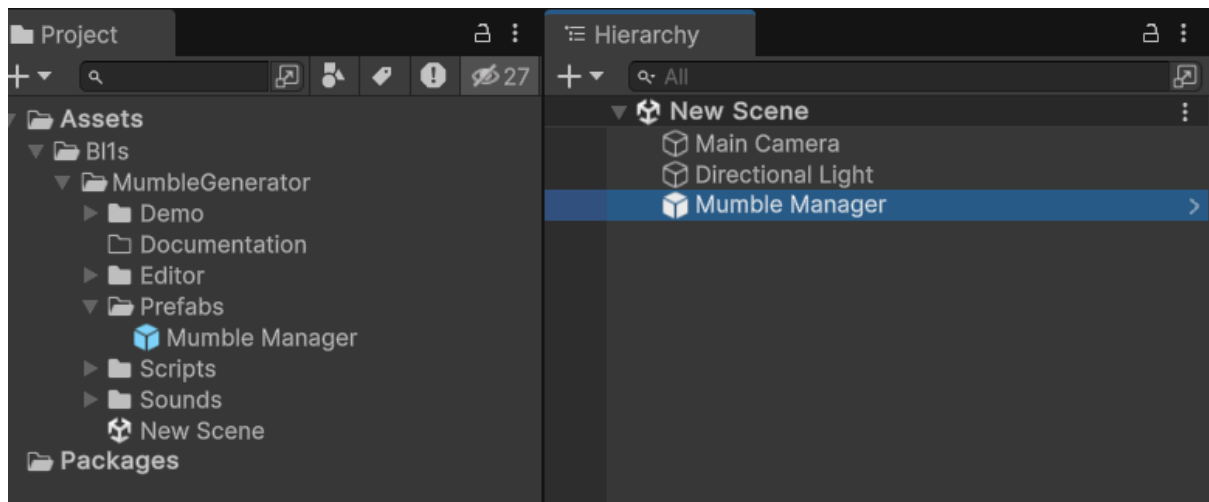 Project
27
Assets
Bl1s
MumbleGenerator
Demo
Documentation
Editor
Prefabs
Mumble Manager
Scripts
Sounds
New Scene
Packages
Hierarchy
All
New Scene
Main Camera
Directional Light
Mumble Manager